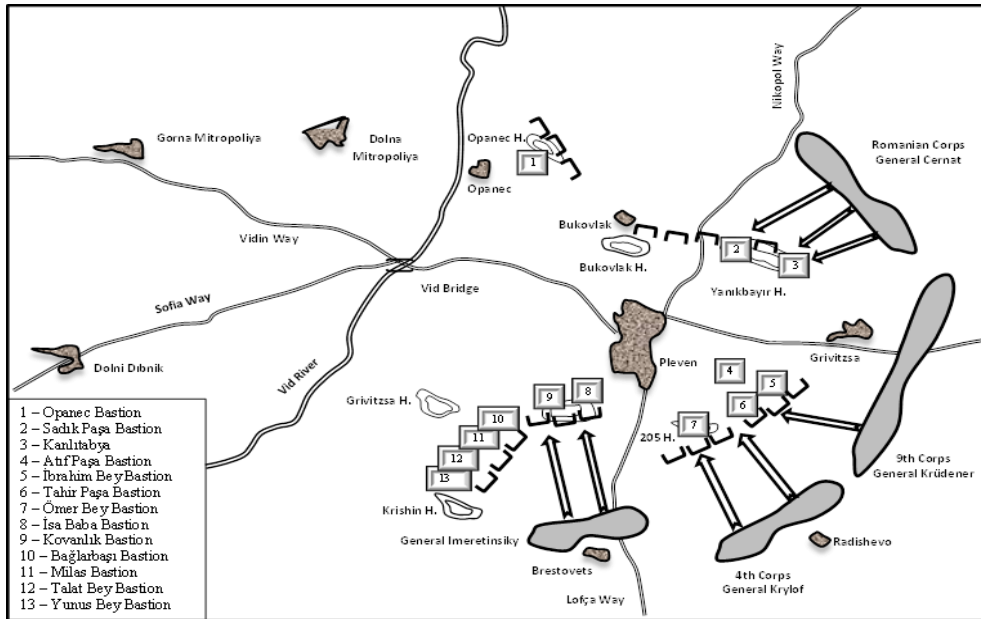 Nikopol Way
Gorna Mitropoliya
Dolna
Mitropoliya
Opanec H.
1
Opanec
Romanian Corps
General Cernat
Bukovlak
Bukovlak H.
2
3
Yanıkbayır H.
Vidin Way
Sofia Way
Vid Bridge
Vid River
Dolni Dıbnik
Pleven
Grivitsa
Grivitzsa H.
4
5
6
7
205 H.
8
9
10
11
12
13
Krishin H.
9th Corps
General Krüdener
General Imeretinsiky
Brestovets
Lofça Way
4th Corps
General Krylof
Radishevo
1 – Opanec Bastion
2 – Sadık Paşa Bastion
3 – Kanlıtabya
4 – Atıf Paşa Bastion
5 – İbrahim Bey Bastion
6 – Tahir Paşa Bastion
7 – Ömer Bey Bastion
8 – İsa Baba Bastion
9 – Kovanlık Bastion
10 – Bağlarbaşı Bastion
11 – Milas Bastion
12 – Talat Bey Bastion
13 – Yunus Bey Bastion